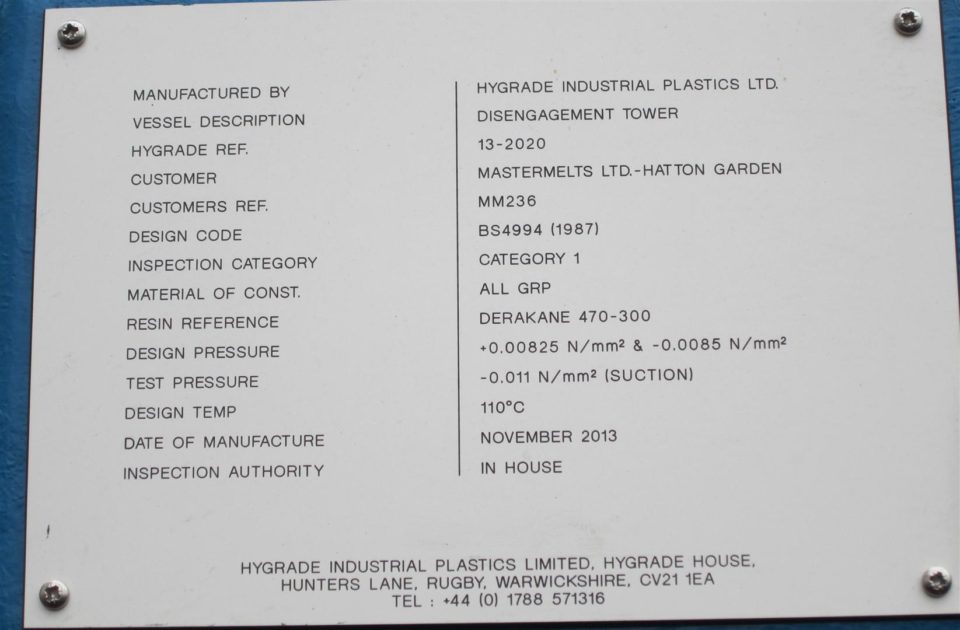 MANUFACTURED BY HYGRADE INDUSTRIAL PLASTICS LTD.
VESSEL DESCRIPTION DISENGAGEMENT TOWER
HYGRADE REF. 13-2020
CUSTOMER MASTERMELTS LTD.-HATTON GARDEN
CUSTOMERS REF. MM236
DESIGN CODE BS4994 (1987)
INSPECTION CATEGORY CATEGORY 1
MATERIAL OF CONST. ALL GRP
RESIN REFERENCE DERAKANE 470-300
DESIGN PRESSURE +0.00825 N/mm² & -0.0085 N/mm²
TEST PRESSURE -0.011 N/mm² (SUCTION)
DESIGN TEMP 110°C
DATE OF MANUFACTURE NOVEMBER 2013
INSPECTION AUTHORITY IN HOUSE
HYGRADE INDUSTRIAL PLASTICS LIMITED, HYGRADE HOUSE,
HUNTERS LANE, RUGBY, WARWICKSHIRE, CV21 1EA
TEL : +44 (0) 1788 571316